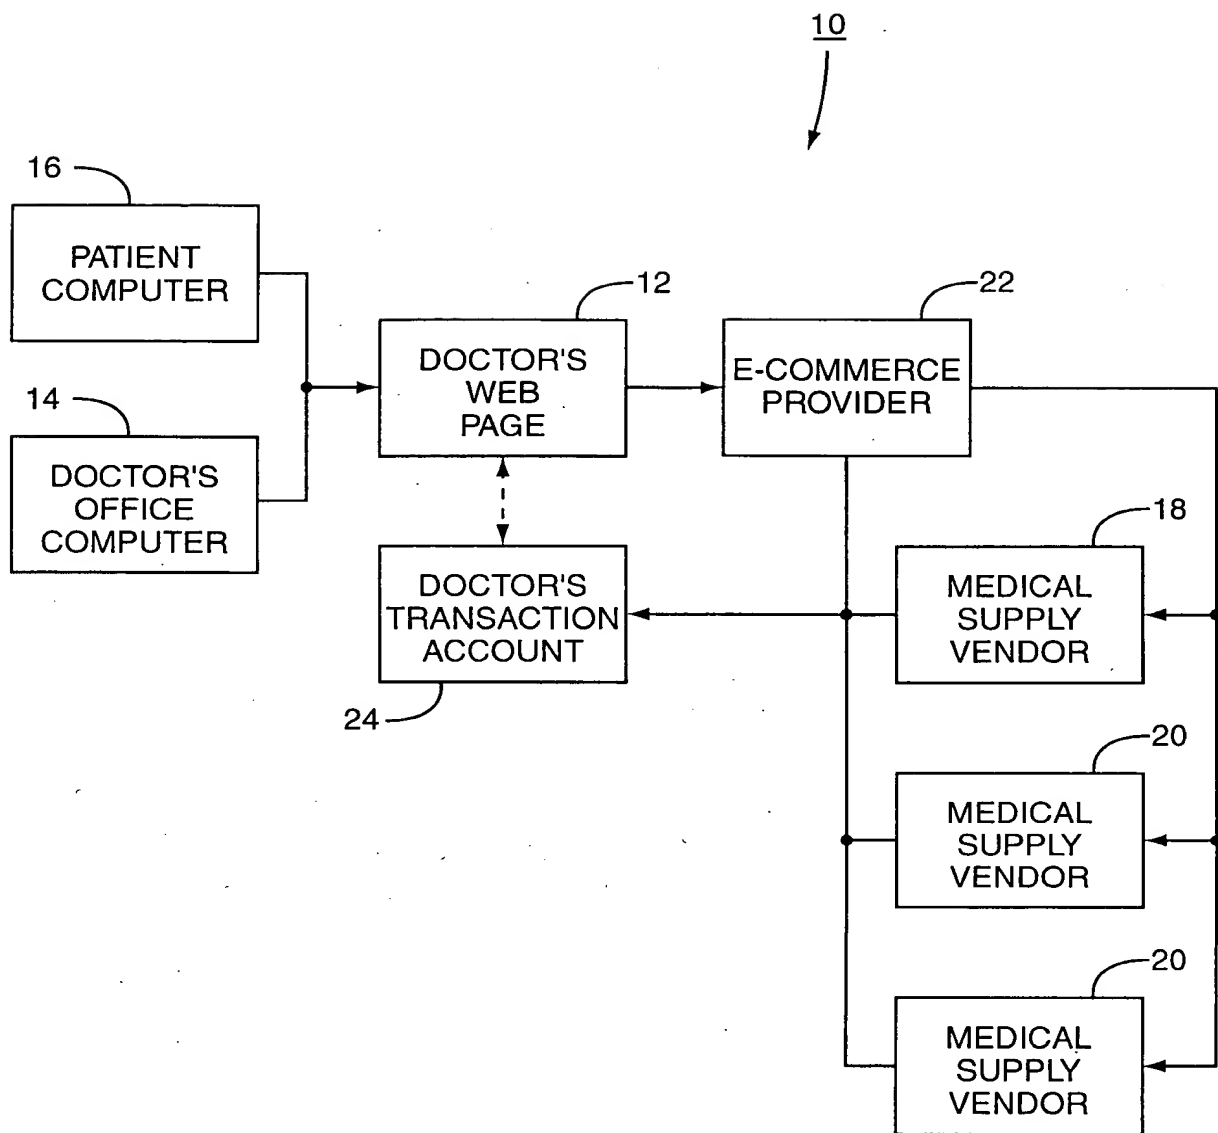 10
16
PATIENT
COMPUTER
14
DOCTOR'S
OFFICE
COMPUTER
12
DOCTOR'S
WEB
PAGE
22
E-COMMERCE
PROVIDER
DOCTOR'S
TRANSACTION
ACCOUNT
24
18
MEDICAL
SUPPLY
VENDOR
20
MEDICAL
SUPPLY
VENDOR
20
MEDICAL
SUPPLY
VENDOR